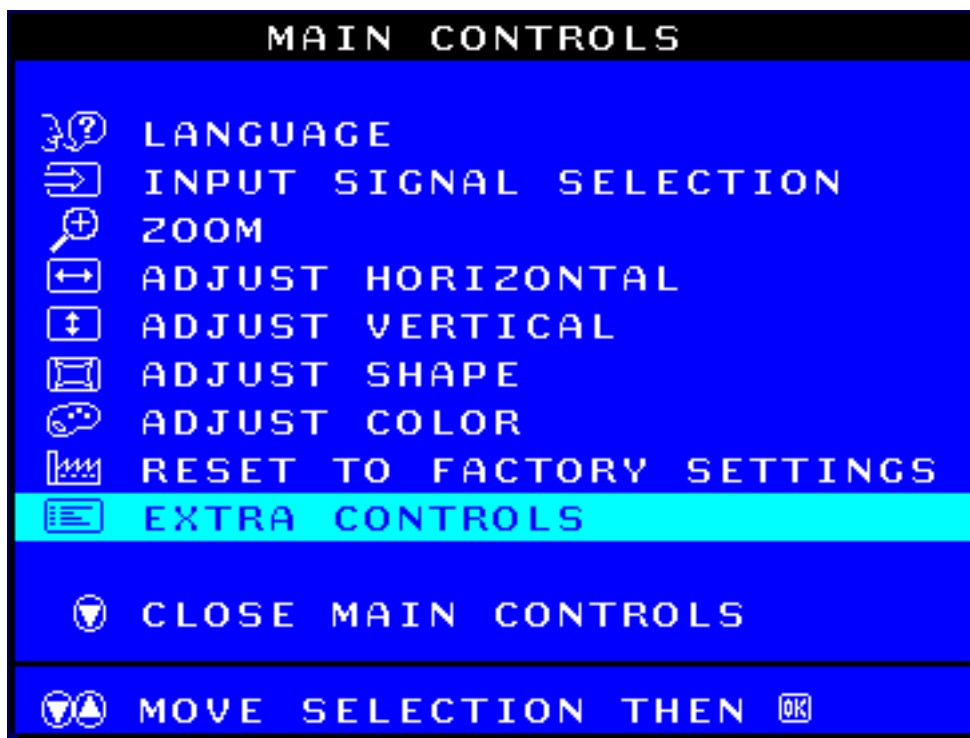 MAIN CONTROLS
LANGUAGE
INPUT SIGNAL SELECTION
ZOOM
ADJUST HORIZONTAL
ADJUST VERTICAL
ADJUST SHAPE
ADJUST COLOR
RESET TO FACTORY SETTINGS
EXTRA CONTROLS
CLOSE MAIN CONTROLS
MOVE SELECTION THEN OK